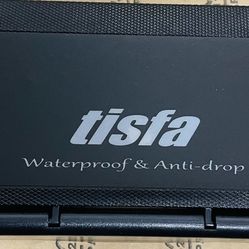 tisfa
Waterproof & Anti-drop